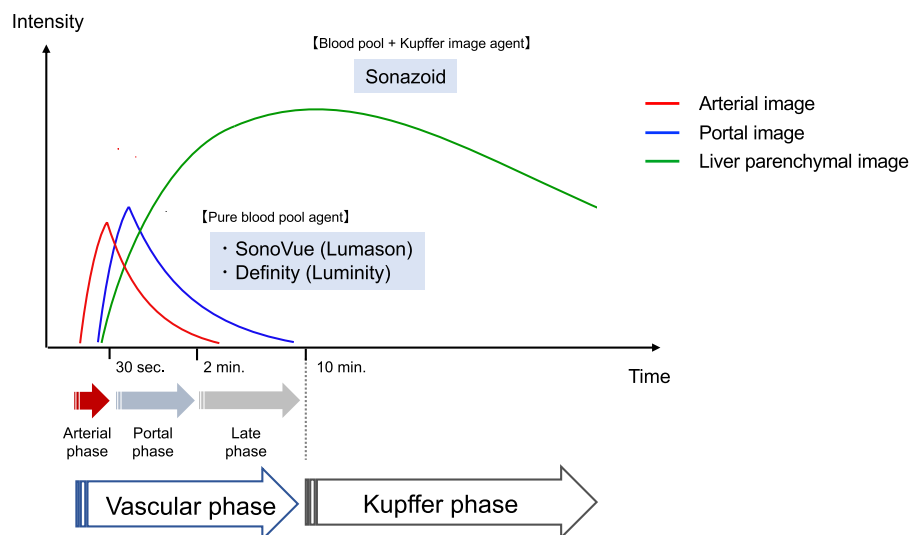 Intensity
【Blood pool + Kupffer image agent】
Sonazoid
Arterial image
Portal image
Liver parenchymal image
【Pure blood pool agent】
・ SonoVue (Lumason)
・ Definity (Luminity)
30 sec.
2 min.
10 min.
Time
Arterial
phase
Portal
phase
Late
phase
Vascular phase
Kupffer phase